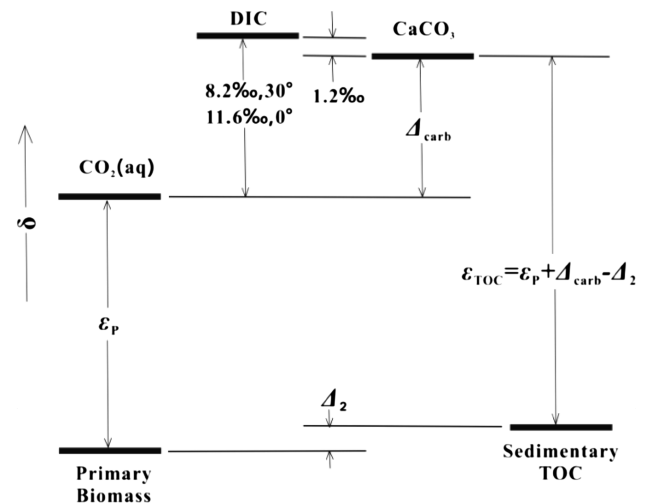 DIC
CaCO₃
8.2‰,30°
11.6‰,0°
1.2‰
Δcarb
CO₂(aq)
δ
εTOC=εP+Δcarb-Δ2
εP
Δ2
Primary
Biomass
Sedimentary
TOC